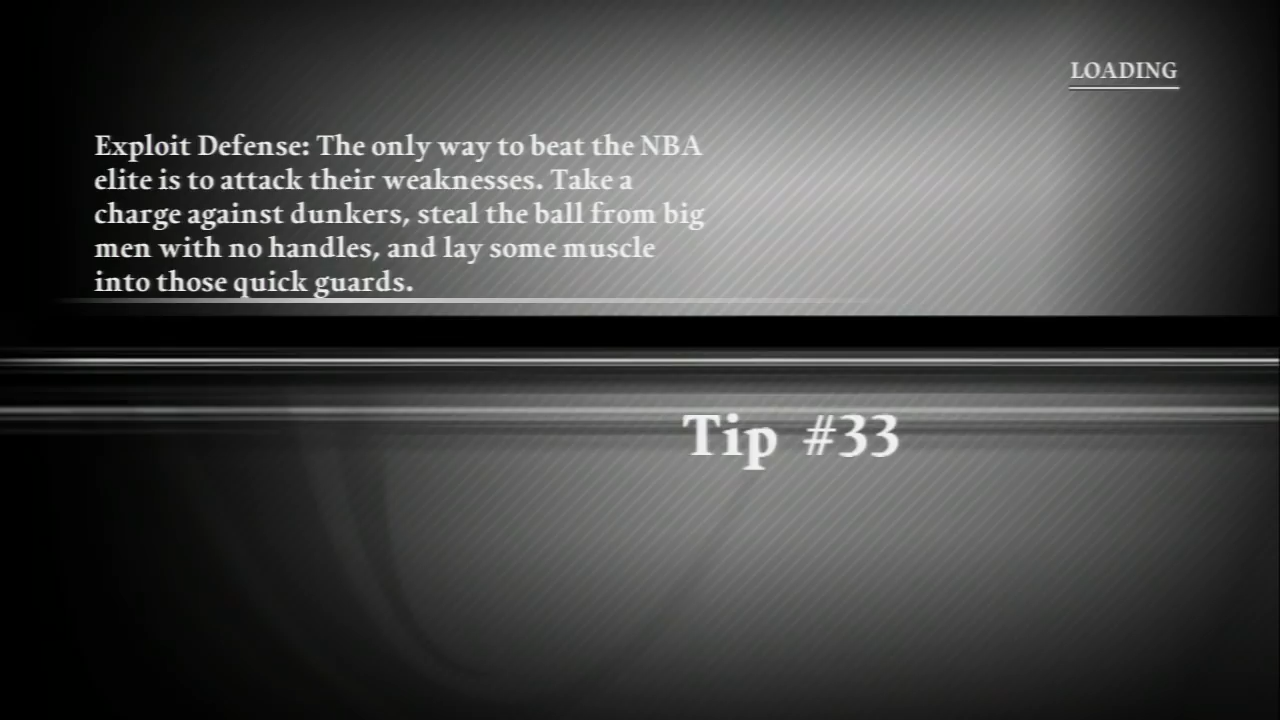 LOADING
Exploit Defense: The only way to beat the NBA
elite is to attack their weaknesses. Take a
charge against dunkers, steal the ball from big
men with no handles, and lay some muscle
into those quick guards.
Tip #33